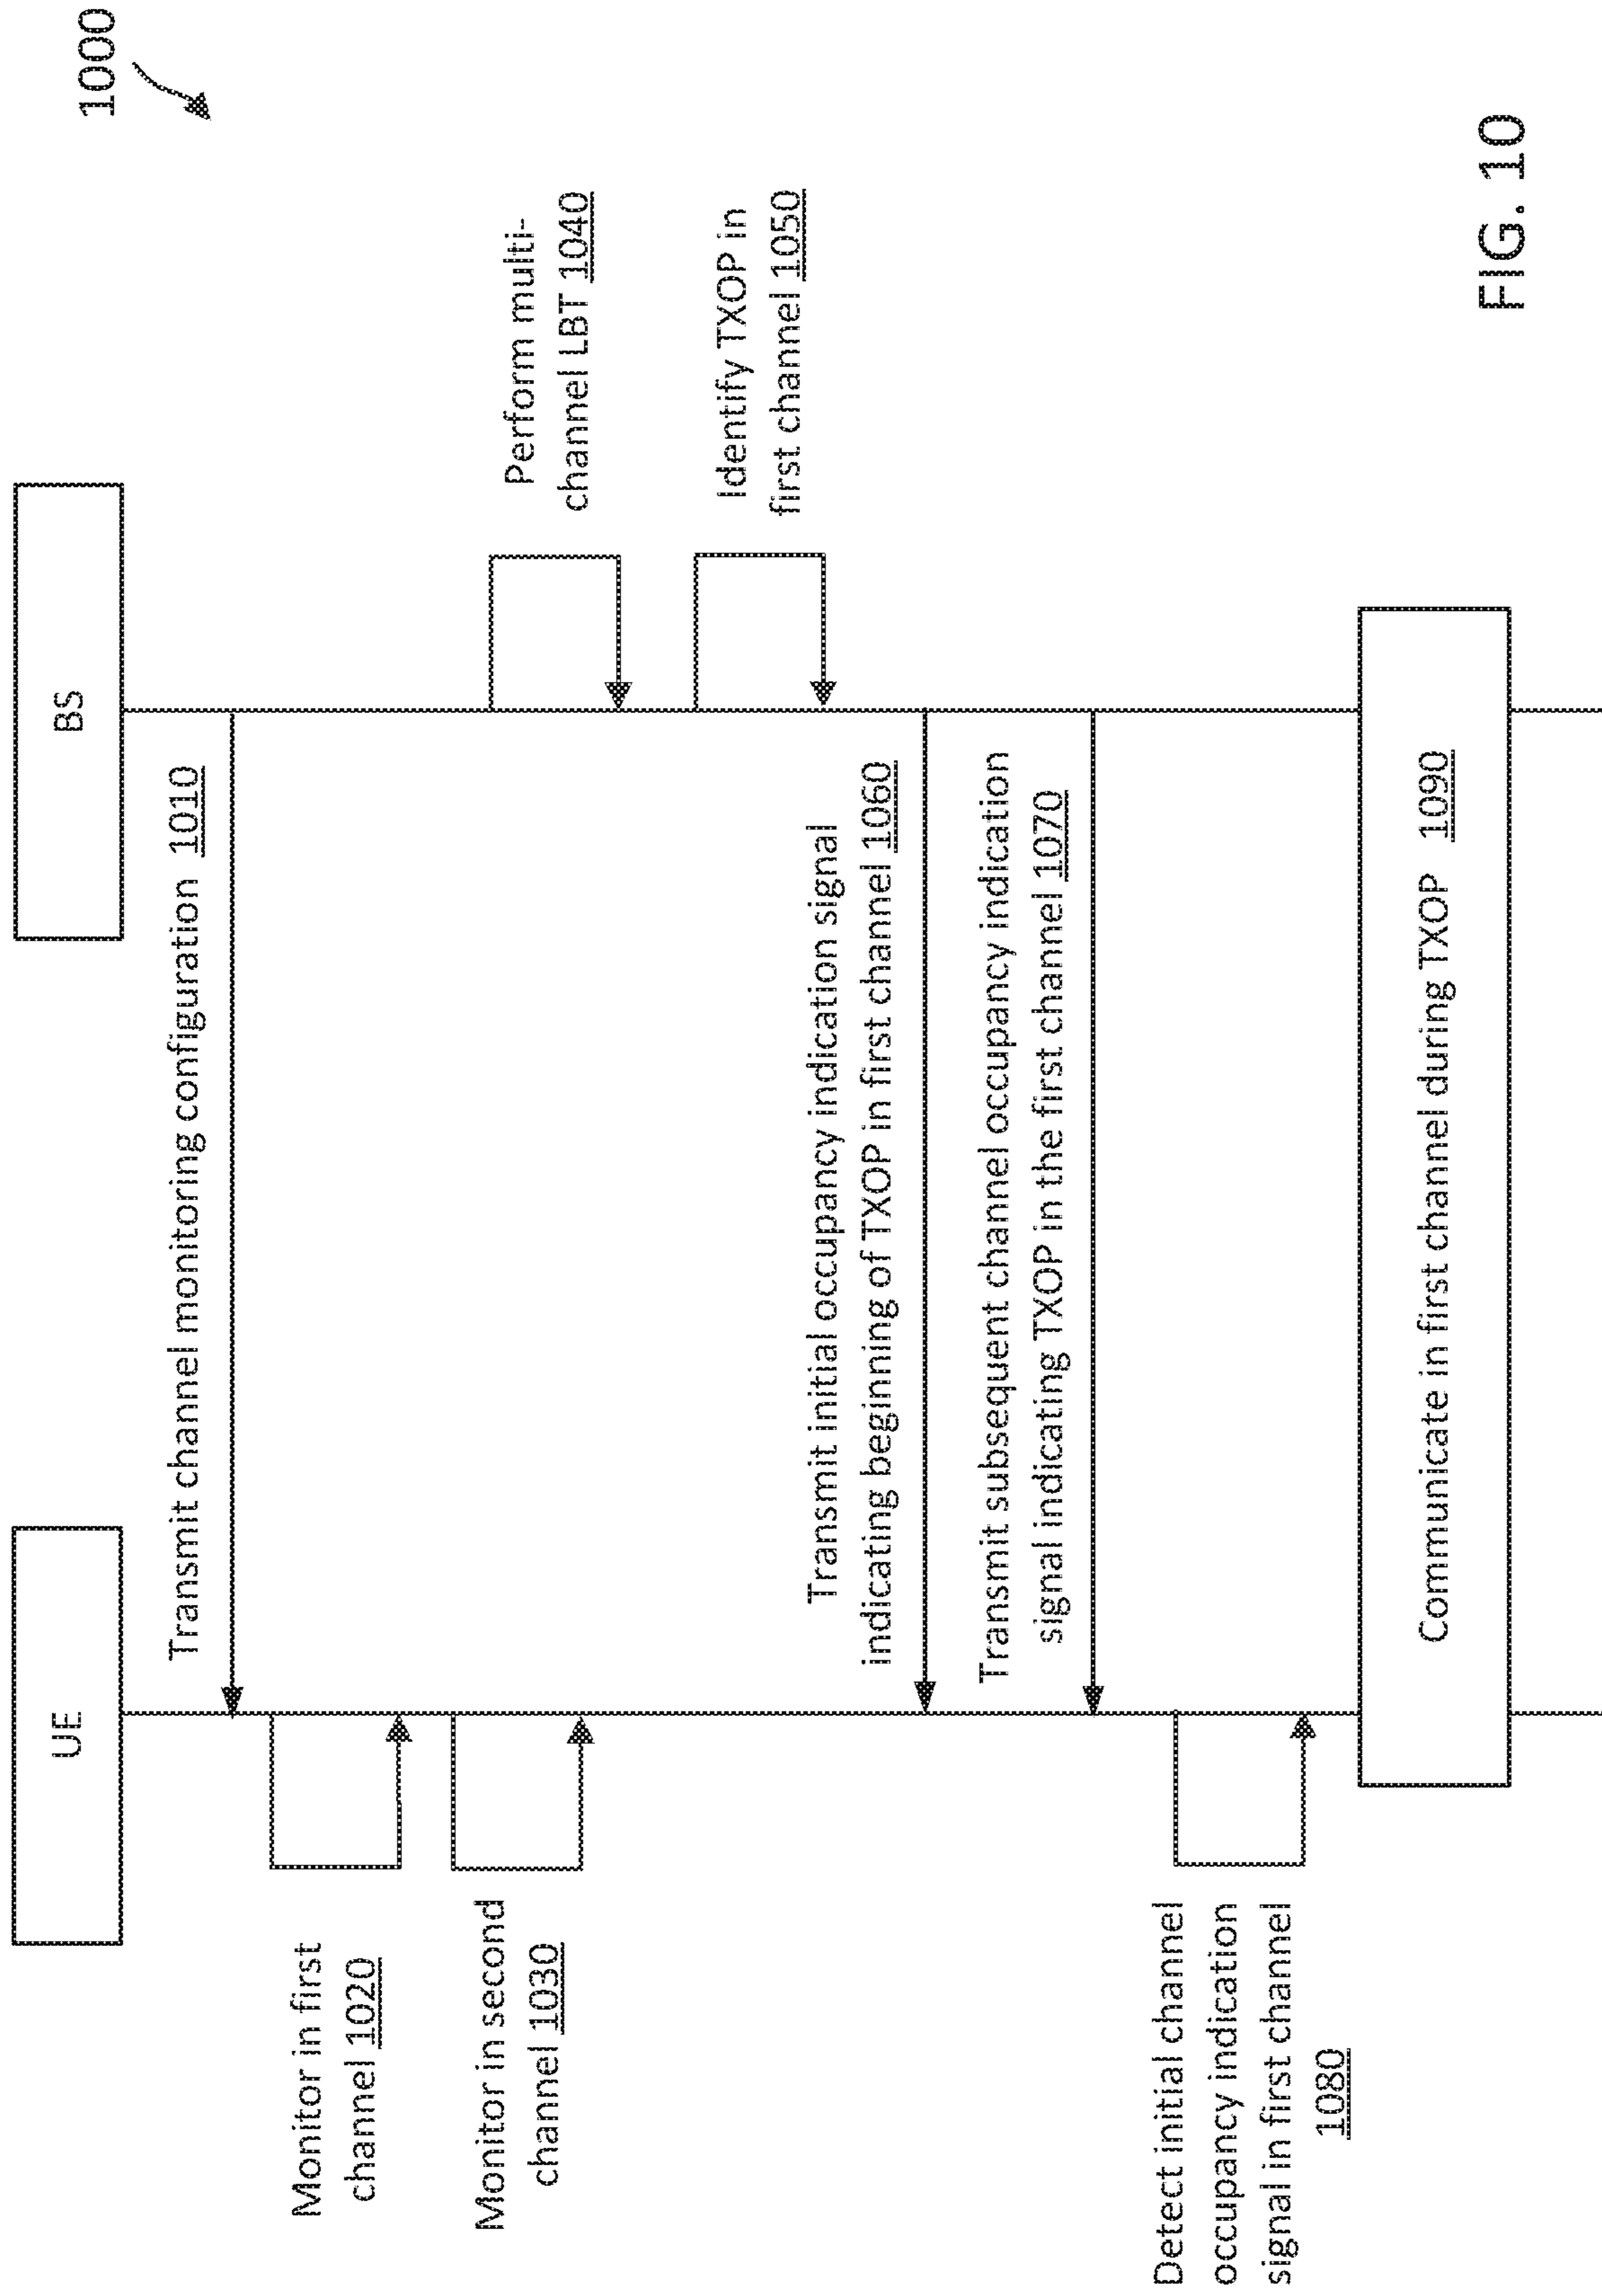 1000
UE
BS
Transmit channel monitoring configuration 1010
Monitor in first
channel 1020
Monitor in second
channel 1030
Perform multi-
channel LBT 1040
Identify TXOP in
first channel 1050
Transmit initial occupancy indication signal
indicating beginning of TXOP in first channel 1060
Transmit subsequent channel occupancy indication
signal indicating TXOP in the first channel 1070
Detect initial channel
occupancy indication
signal in first channel
1080
Communicate in first channel during TXOP 1090
FIG. 10